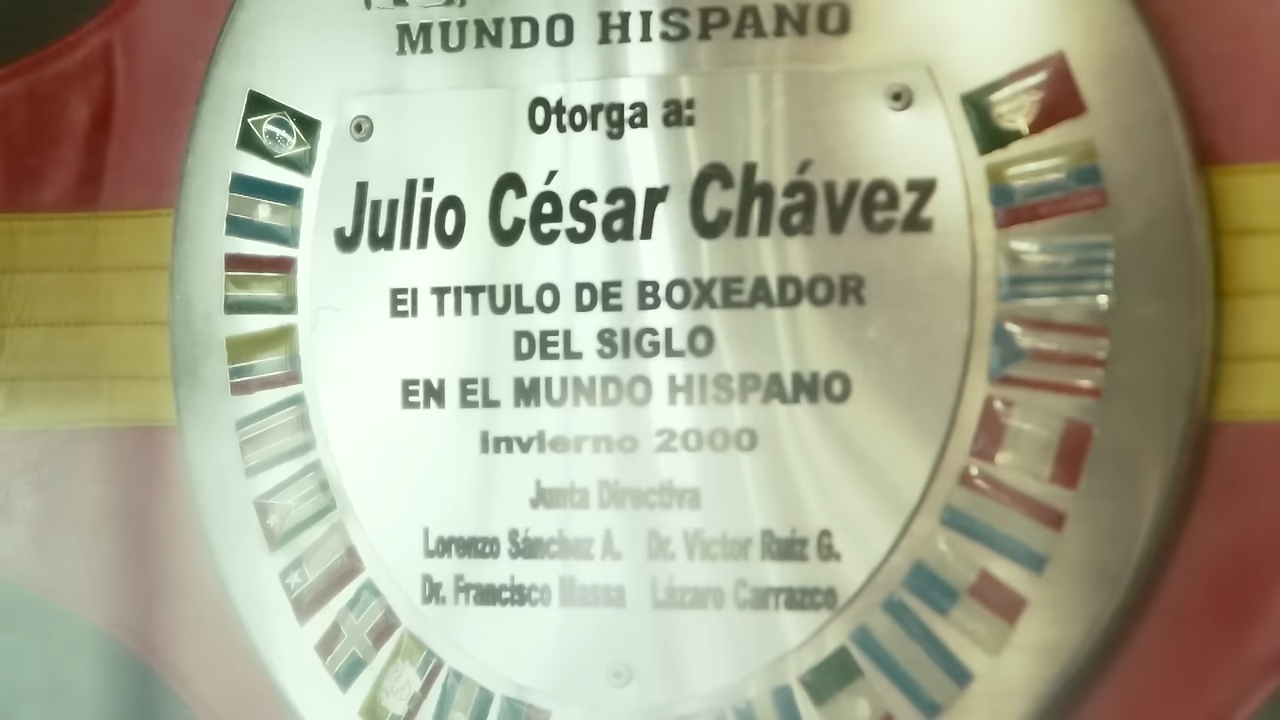 MUNDO HISPANO
Otorga a:
Julio César Chávez
El TITULO DE BOXEADOR
DEL SIGLO
EN EL MUNDO HISPANO
Invierno 2000
Junta Directiva
Lorenzo Sánchez A. Dr. Victor Ruiz G.
Dr. Francisco Massa Lázaro Carrazco